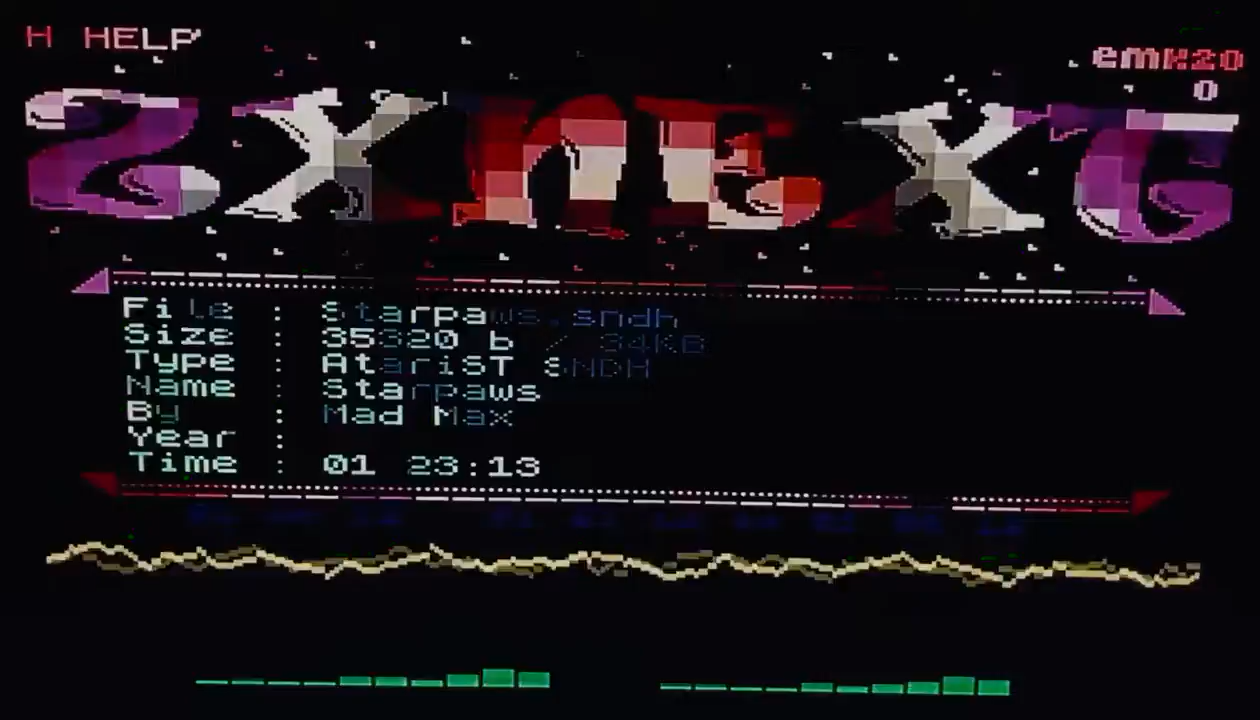 H HELP
emk20
0
ZXNEXT
File : Starpaws.sndh
Size : 35320 b / 34KB
Type : AtariST SNDH
Name : Starpaws
By : Mad Max
Year :
Time : 01 23:13